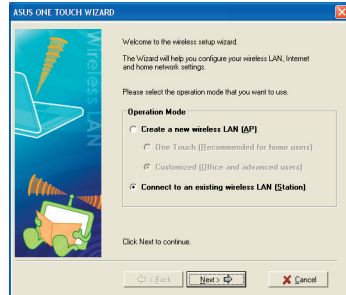 ASUS ONE TOUCH WIZARD
Wireless LAN
Welcome to the wireless setup wizard.
The Wizard will help you configure your wireless LAN, Internet
and home network settings.
Please select the operation mode that you want to use.
Operation Mode
Create a new wireless LAN (AP)
One Touch (Recommended for home users)
Customized (Office and advanced users)
Connect to an existing wireless LAN (Station)
Click Next to continue.
< Back
Next >
Cancel